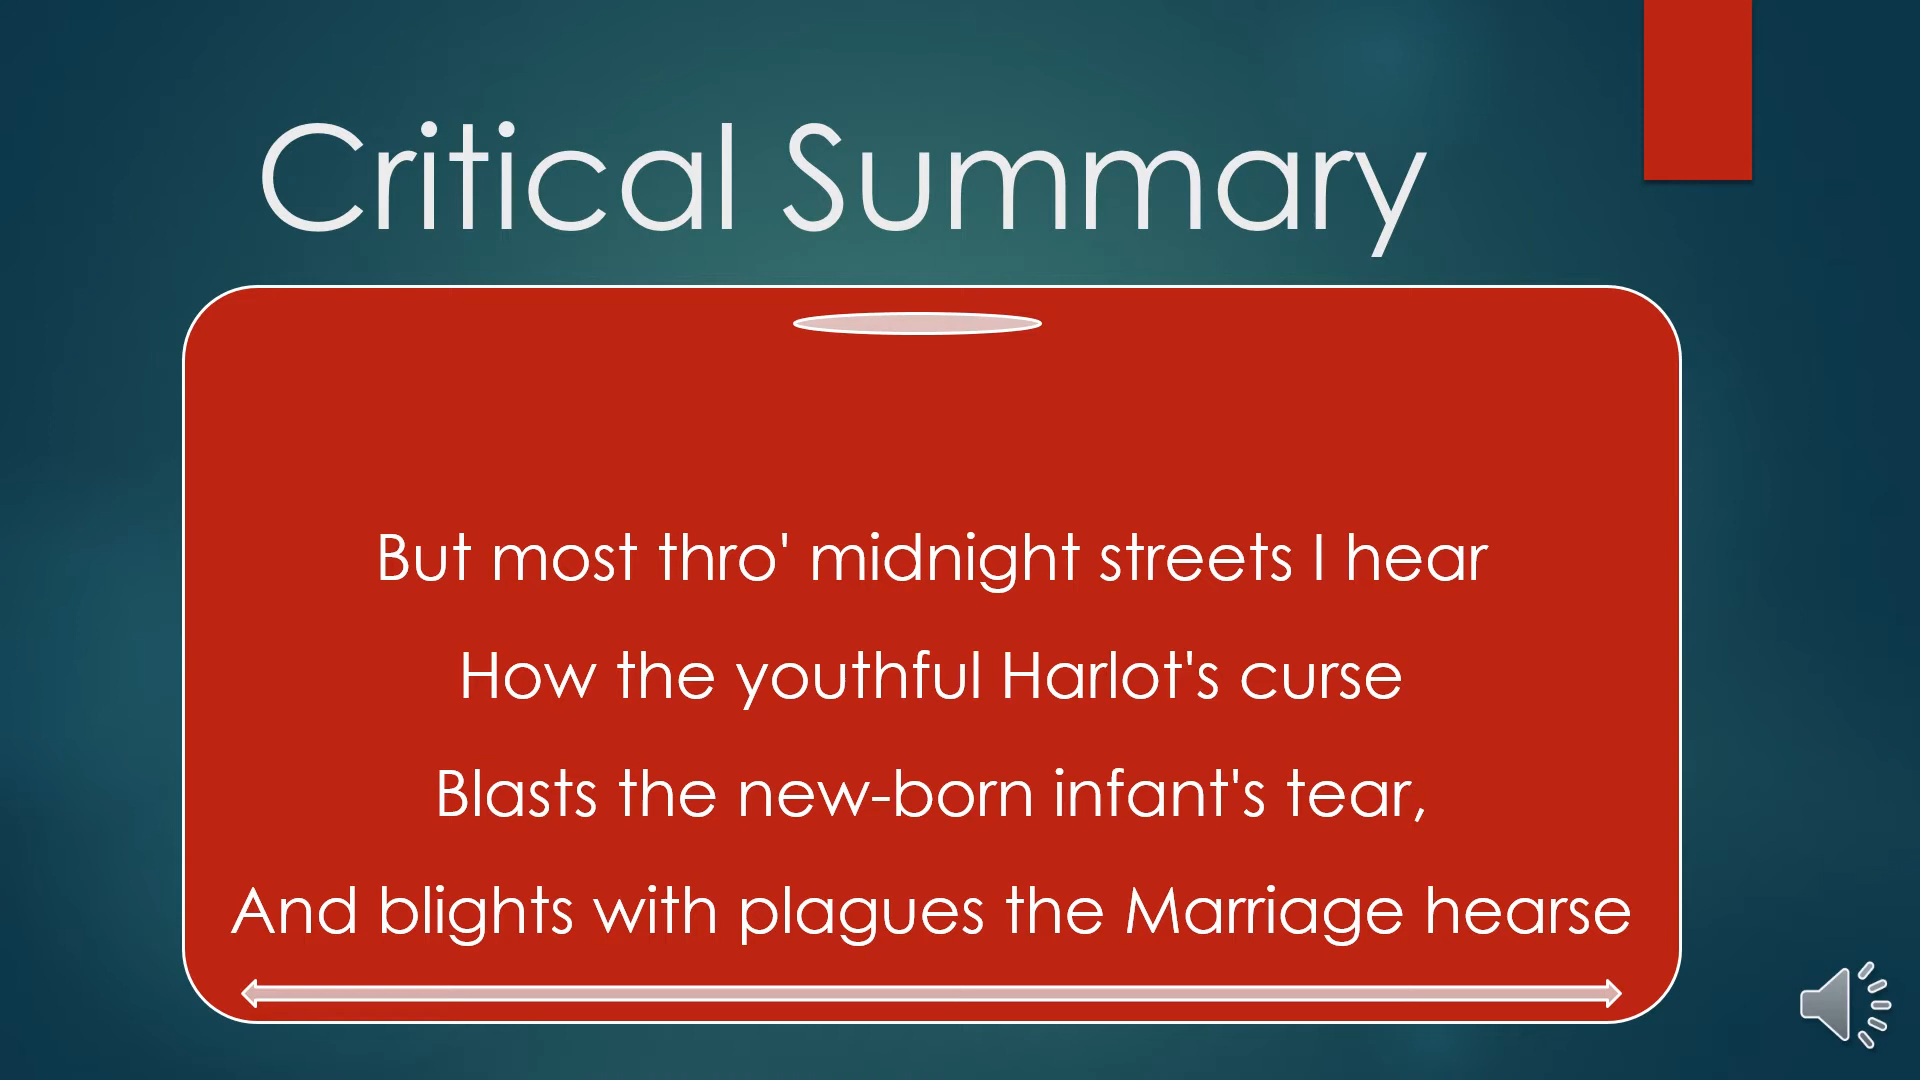 Critical Summary
But most thro' midnight streets I hear
How the youthful Harlot's curse
Blasts the new-born infant's tear,
And blights with plagues the Marriage hearse